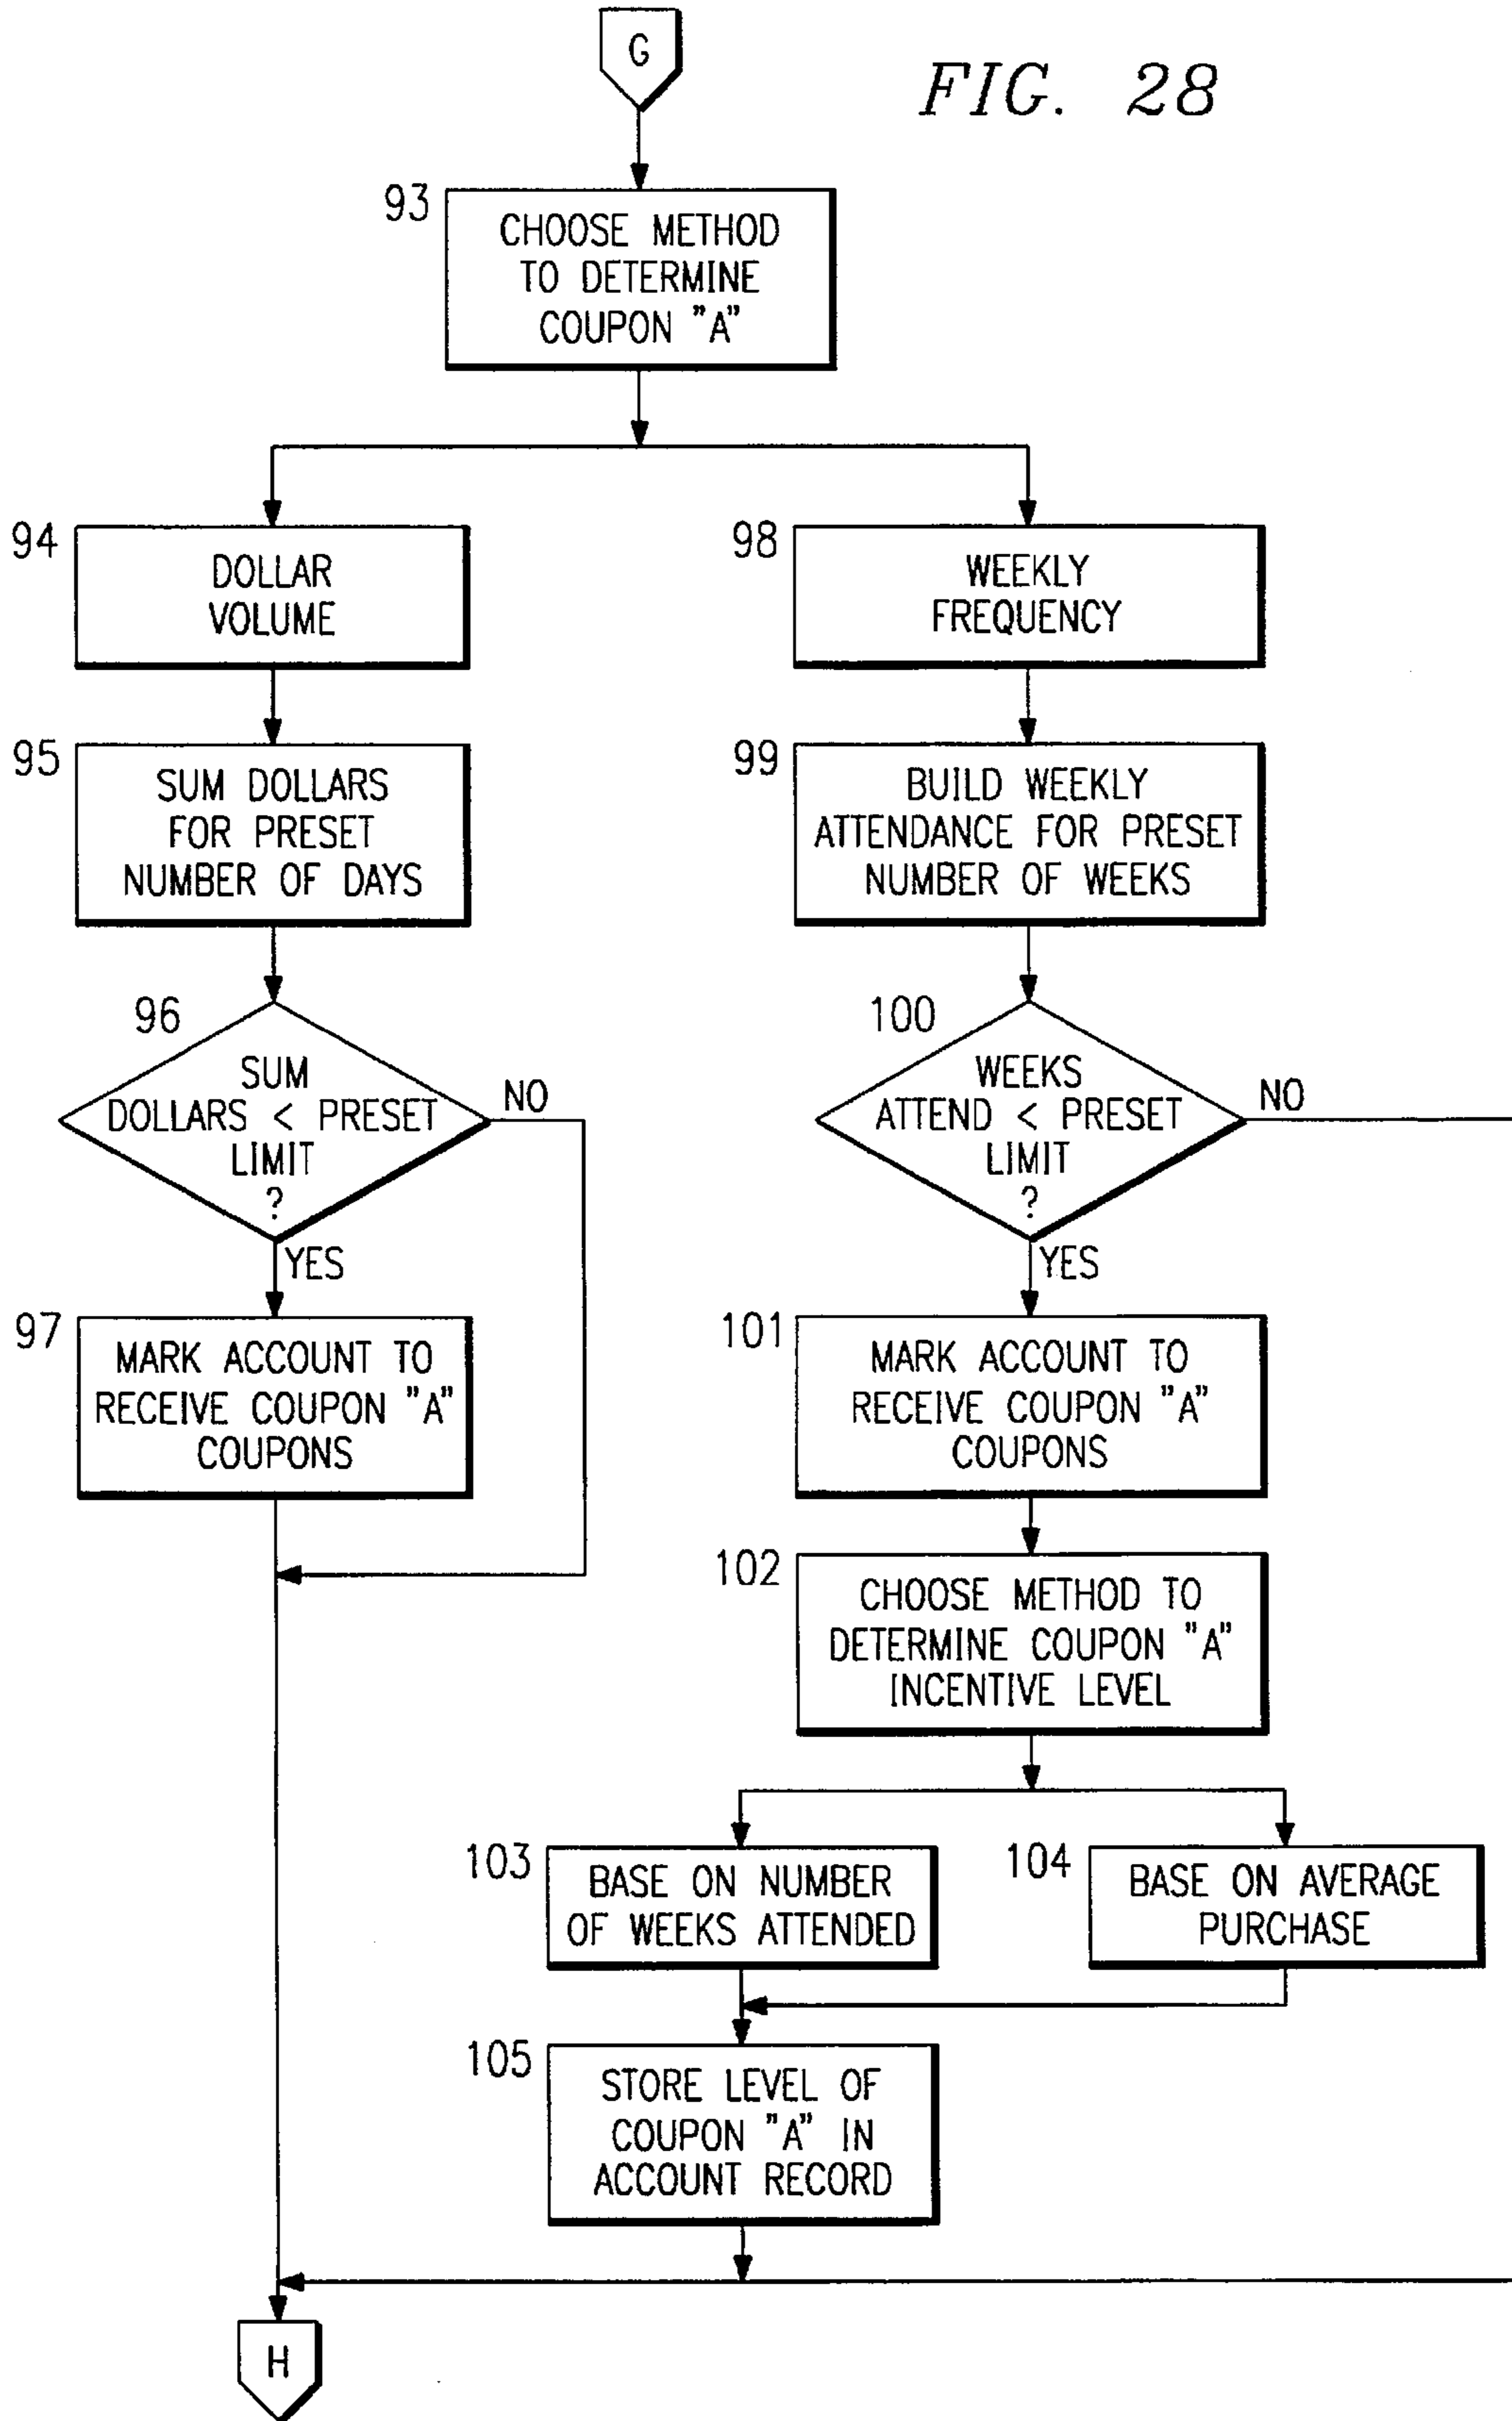 G
FIG. 28
93
CHOOSE METHOD
TO DETERMINE
COUPON "A"
94
DOLLAR
VOLUME
98
WEEKLY
FREQUENCY
95
SUM DOLLARS
FOR PRESET
NUMBER OF DAYS
99
BUILD WEEKLY
ATTENDANCE FOR PRESET
NUMBER OF WEEKS
96
SUM
DOLLARS < PRESET
LIMIT
?
NO
YES
100
WEEKS
ATTEND < PRESET
LIMIT
?
NO
YES
97
MARK ACCOUNT TO
RECEIVE COUPON "A"
COUPONS
101
MARK ACCOUNT TO
RECEIVE COUPON "A"
COUPONS
102
CHOOSE METHOD TO
DETERMINE COUPON "A"
INCENTIVE LEVEL
103
BASE ON NUMBER
OF WEEKS ATTENDED
104
BASE ON AVERAGE
PURCHASE
105
STORE LEVEL OF
COUPON "A" IN
ACCOUNT RECORD
H